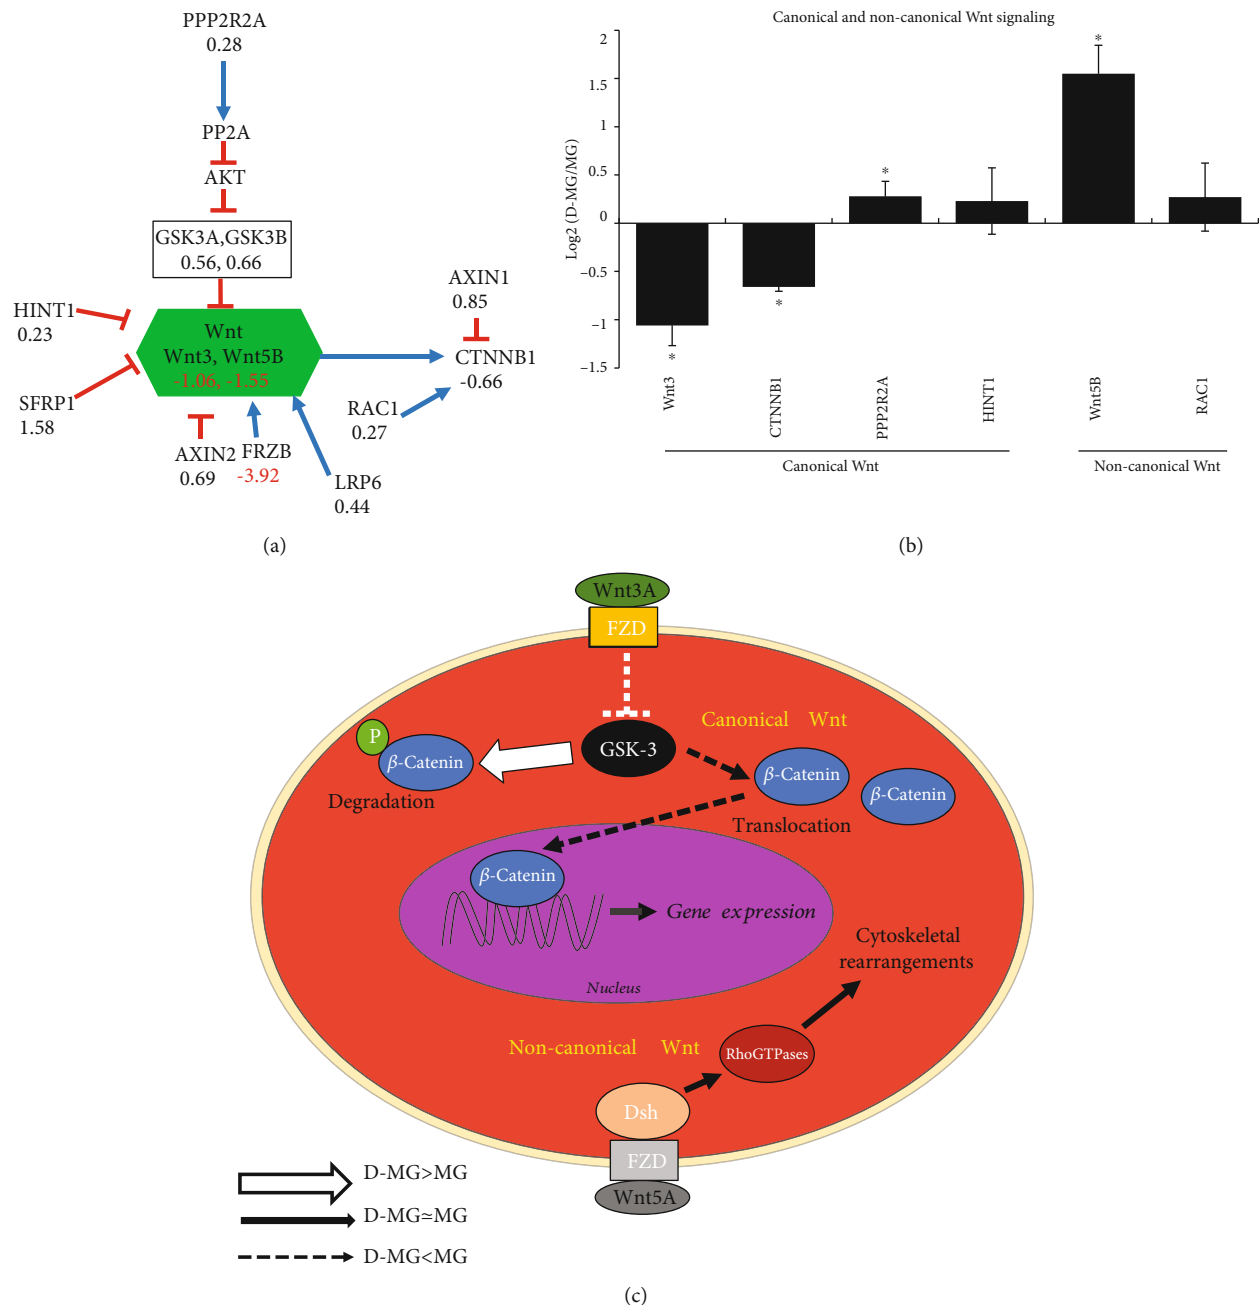 PPP2R2A
0.28
PP2A
AKT
GSK3A,GSK3B
0.56, 0.66
HINT1
0.23
Wnt
Wnt3, Wnt5B
-1.06, -1.55
SFRP1
1.58
AXIN1
0.85
CTNNB1
-0.66
RAC1
0.27
AXIN2
0.69
FRZB
-3.92
LRP6
0.44
(a)
Canonical and non-canonical Wnt signaling
Log2 (D-MG/MG)
2
1.5
1
0.5
0
−0.5
−1
−1.5
*
*
*
*
Wnt3
CTNNB1
PPP2R2A
HINT1
Wnt5B
RAC1
Canonical Wnt
Non-canonical Wnt
(b)
Wnt3A
FZD
Canonical Wnt
GSK-3
P
β-Catenin
Degradation
β-Catenin
β-Catenin
Translocation
β-Catenin
Gene expression
Nucleus
Cytoskeletal
rearrangements
Non-canonical Wnt
RhoGTPases
Dsh
FZD
Wnt5A
D-MG>MG
D-MG≃MG
D-MG<MG
(c)